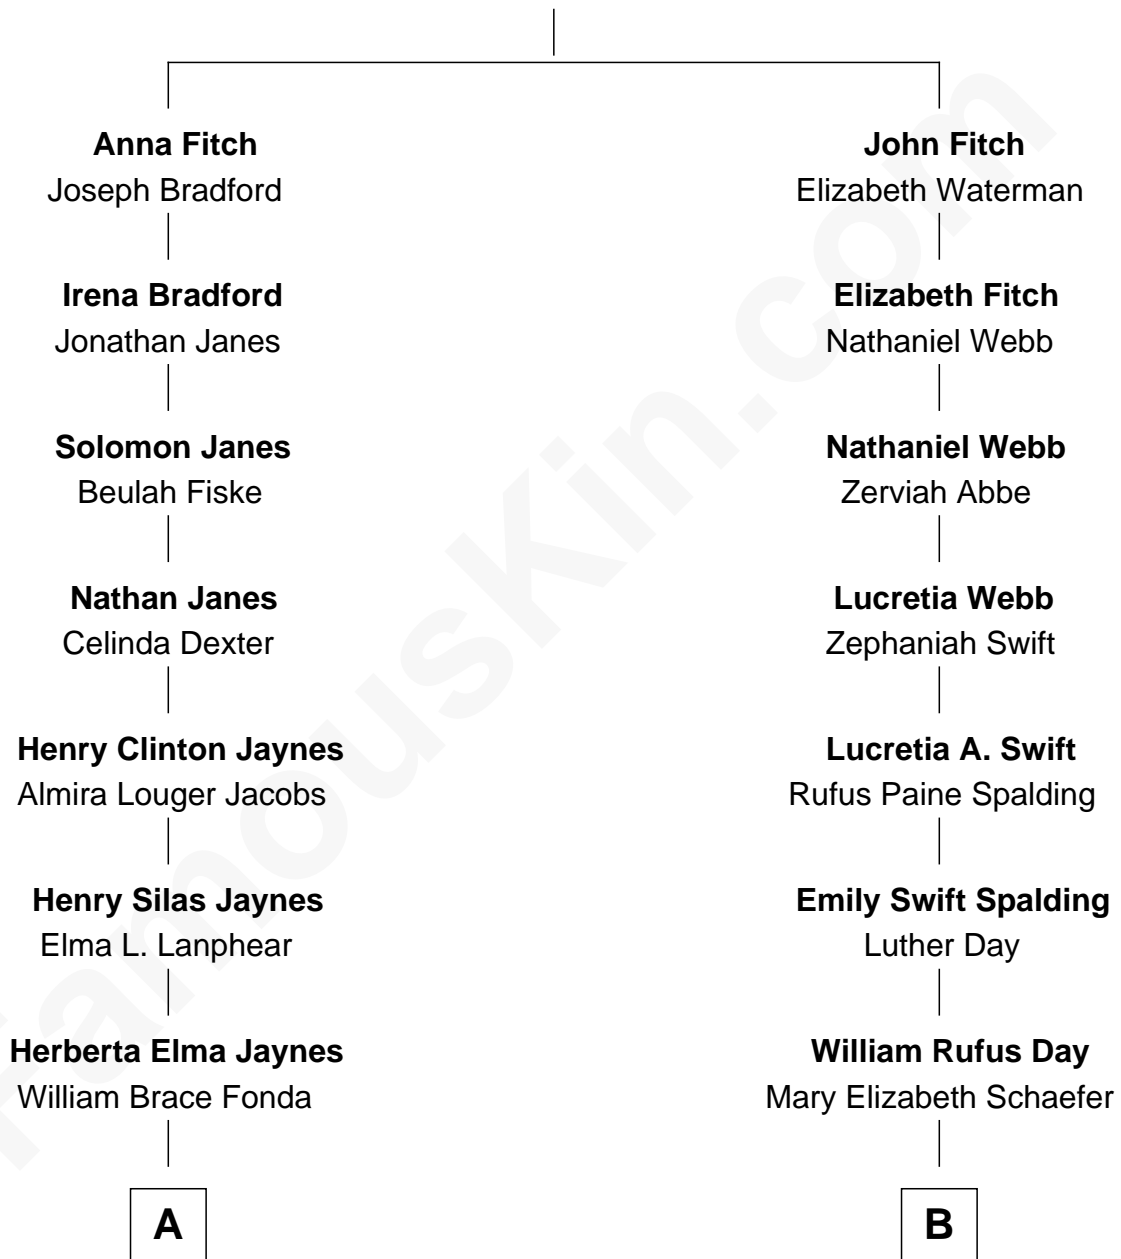 Anna Fitch
Joseph Bradford
Irena Bradford
Jonathan Janes
Solomon Janes
Beulah Fiske
Nathan Janes
Celinda Dexter
Henry Clinton Jaynes
Almira Louger Jacobs
Henry Silas Jaynes
Elma L. Lanphear
Herberta Elma Jaynes
William Brace Fonda
A
John Fitch
Elizabeth Waterman
Elizabeth Fitch
Nathaniel Webb
Nathaniel Webb
Zerviah Abbe
Lucretia Webb
Zephaniah Swift
Lucretia A. Swift
Rufus Paine Spalding
Emily Swift Spalding
Luther Day
William Rufus Day
Mary Elizabeth Schaefer
B
FamousKin.com